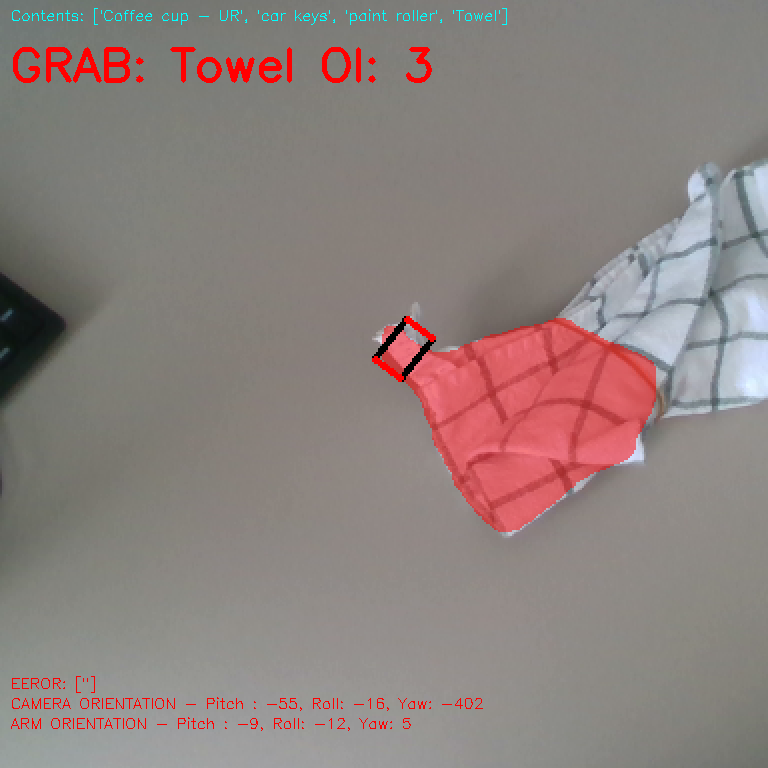 Contents: ['Coffee cup – UR', 'car keys', 'paint roller', 'Towel']
GRAB: Towel OI: 3
EEROR: ['']
CAMERA ORIENTATION – Pitch : –55, Roll: –16, Yaw: –402
ARM ORIENTATION – Pitch : –9, Roll: –12, Yaw: 5